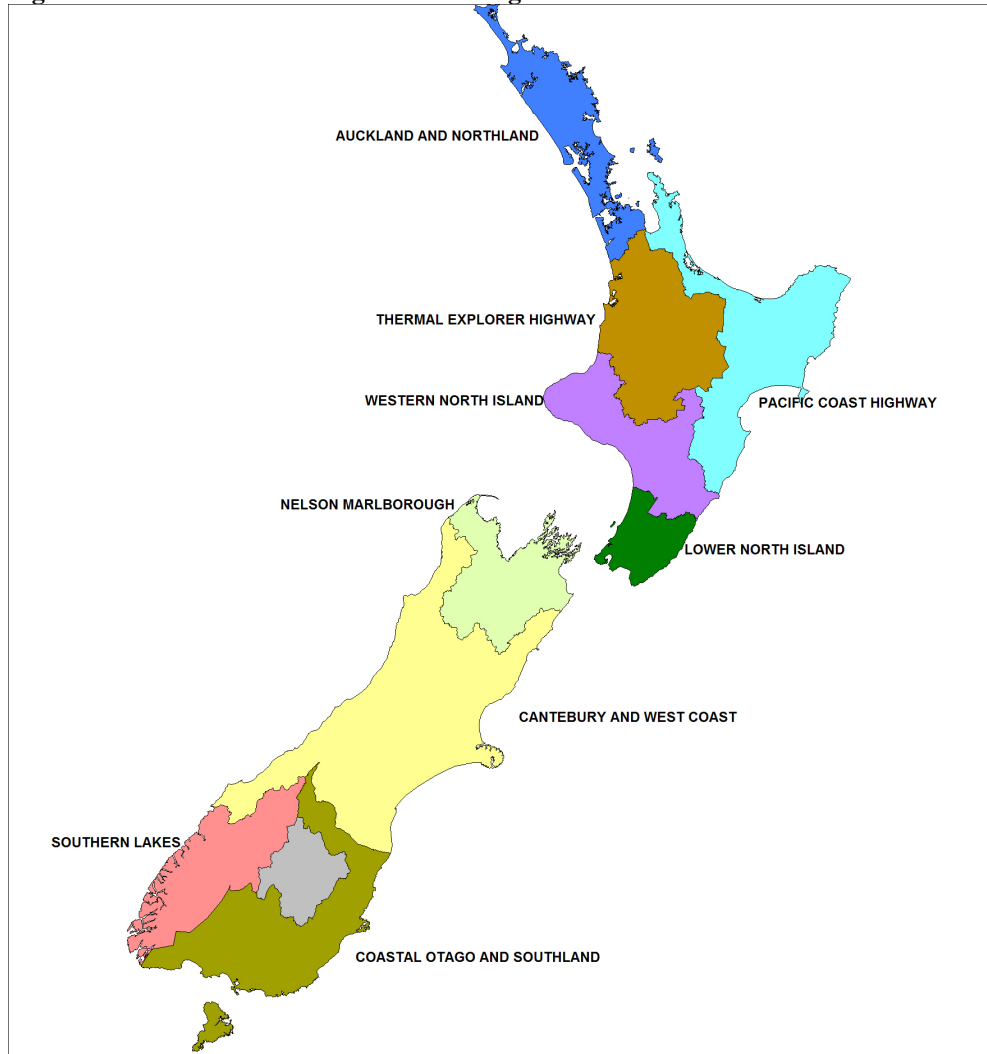 AUCKLAND AND NORTHLAND
THERMAL EXPLORER HIGHWAY
WESTERN NORTH ISLAND
PACIFIC COAST HIGHWAY
NELSON MARLBOROUGH
LOWER NORTH ISLAND
CANTEBURY AND WEST COAST
SOUTHERN LAKES
COASTAL OTAGO AND SOUTHLAND